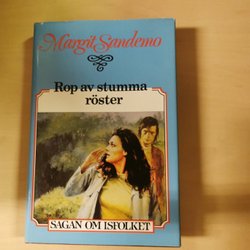 Margit Sandemo
Rop av stumma
röster
SAGAN OM ISFOLKET